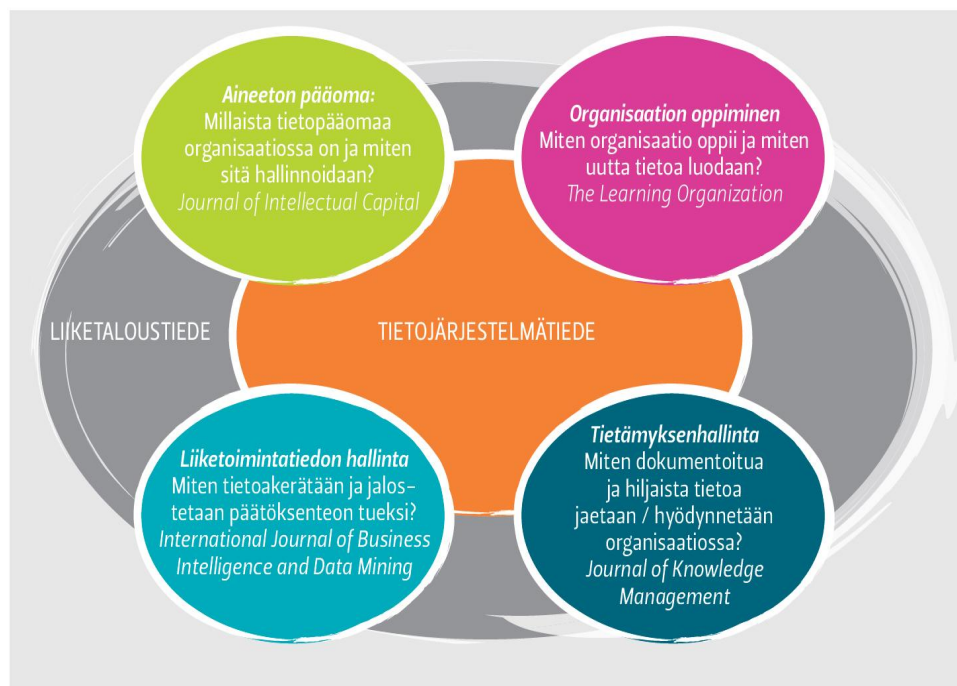 Aineeton pääoma:
Millaista tietopääomaa
organisaatiossa on ja miten
sitä hallinnoidaan?
Journal of Intellectual Capital
Organisaation oppiminen
Miten organisaatio oppii ja miten
uutta tietoa luodaan?
The Learning Organization
LIIKETALOUSTIEDE
TIETOJÄRJESTELMÄTIEDE
Liiketoimintatiedon hallinta
Miten tietoakerätään ja jalos-
tetaan päätöksenteon tueksi?
International Journal of Business
Intelligence and Data Mining
Tietämyksenhallinta
Miten dokumentoitua
ja hiljaista tietoa
jaetaan / hyödynnetään
organisaatiossa?
Journal of Knowledge
Management